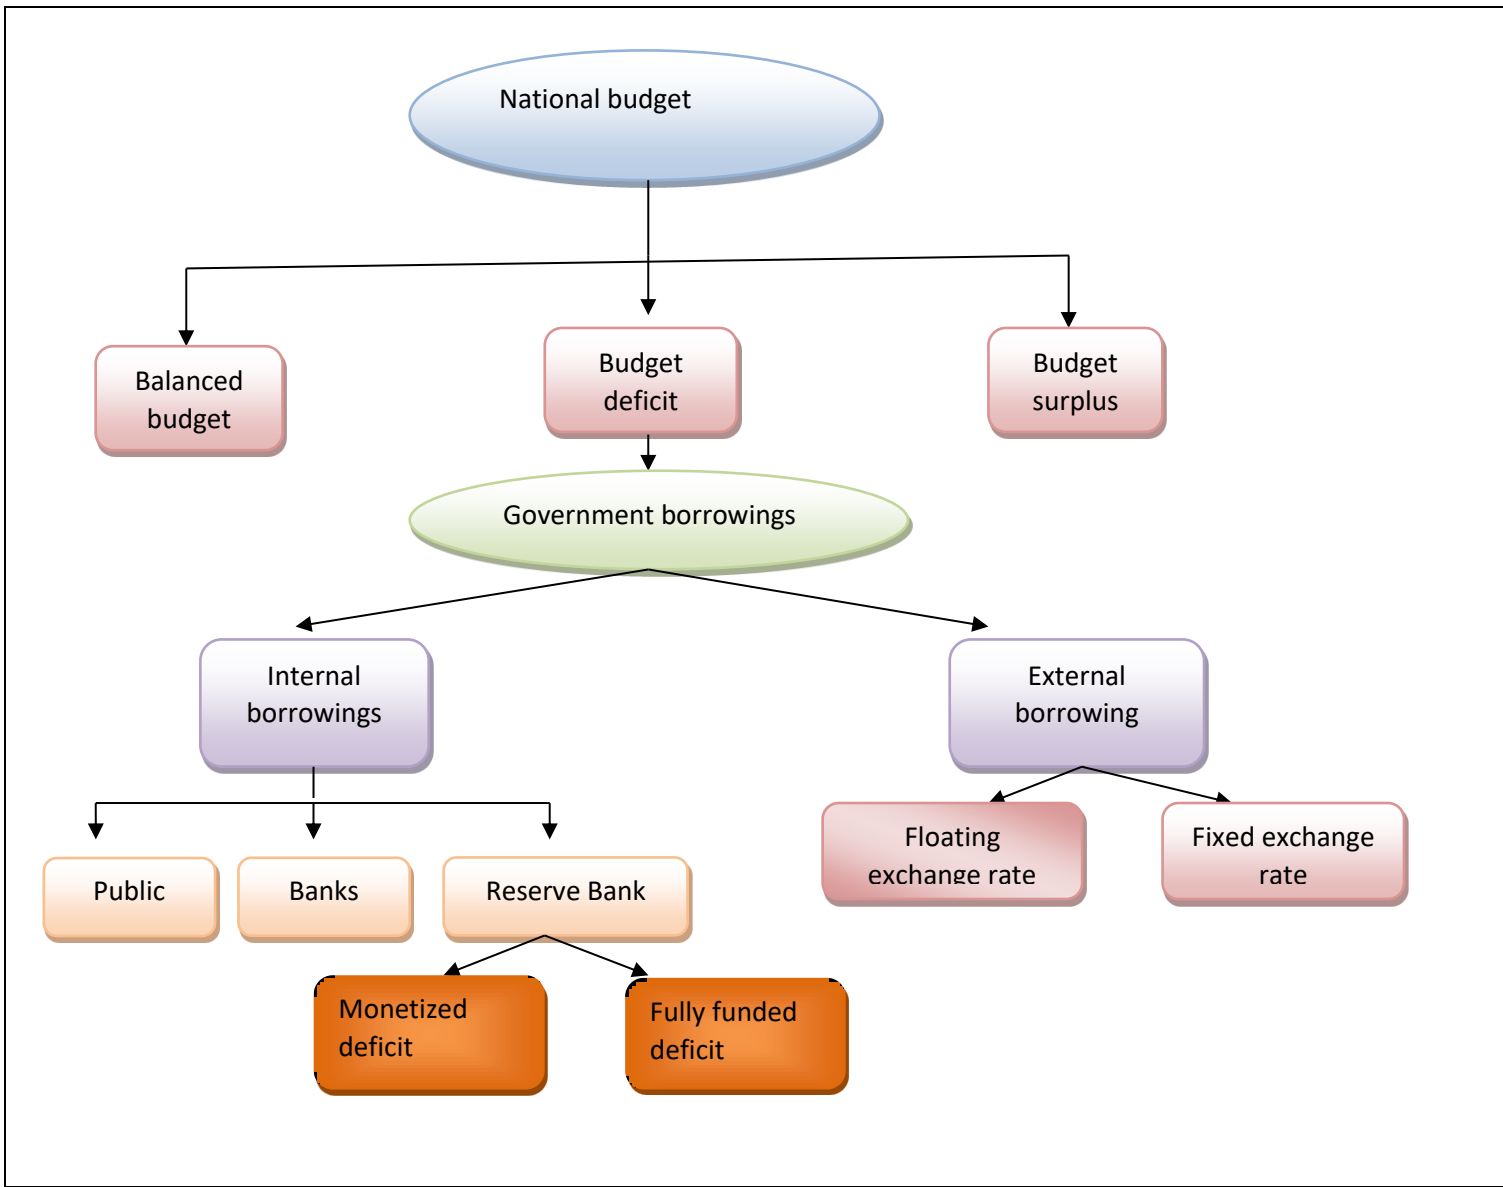 National budget
Balanced
budget
Budget
deficit
Budget
surplus
Government borrowings
Internal
borrowings
External
borrowing
Public
Banks
Reserve Bank
Floating
exchange rate
Fixed exchange
rate
Monetized
deficit
Fully funded
deficit